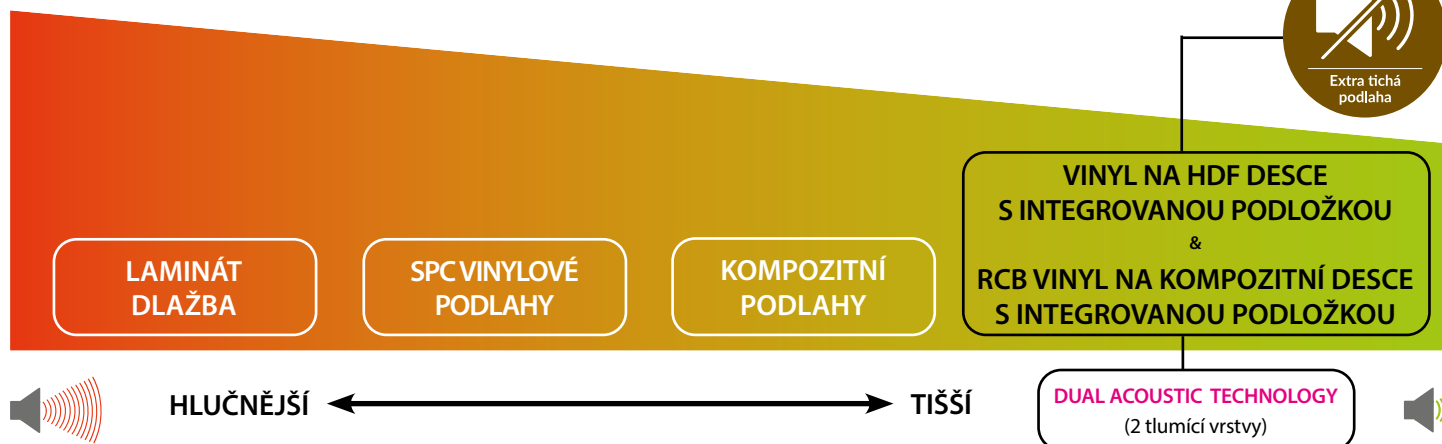 Extra tichá
podlaha
VINYL NA HDF DESCE
S INTEGROVANOU PODLOŽKOU
&
RCB VINYL NA KOMPOZITNÍ DESCE
S INTEGROVANOU PODLOŽKOU
LAMINÁT
DLAŽBA
SPC VINYLOVÉ
PODLAHY
KOMPOZITNÍ
PODLAHY
HLUČNĚJŠÍ
TIŠŠÍ
DUAL ACOUSTIC TECHNOLOGY
(2 tlumící vrstvy)